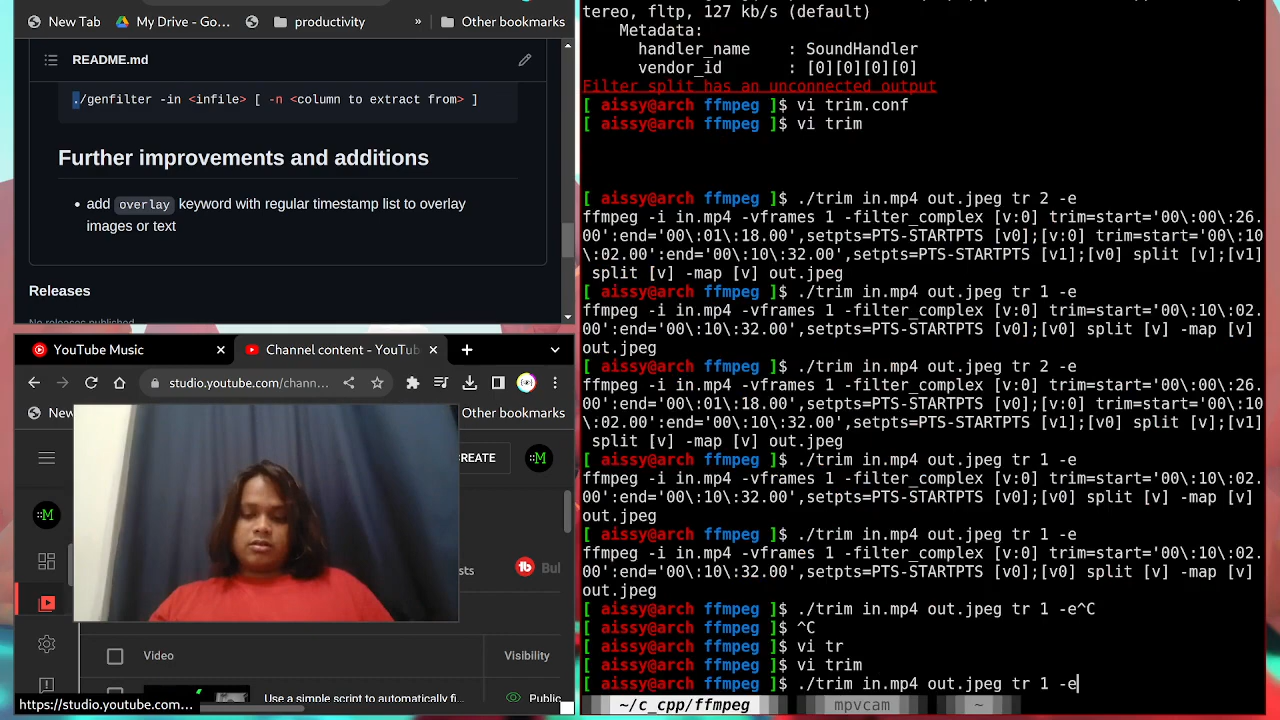 New Tab
My Drive - Go...
productivity
»
Other bookmarks
README.md
./genfilter -in <infile> [ -n <column to extract from> ]
Further improvements and additions
• add overlay keyword with regular timestamp list to overlay
images or text
Releases
No releases published
YouTube Music
Channel content - YouTub
studio.youtube.com/chann...
New
Other bookmarks
CREATE
::M
::M
sts
Bul
Video
Visibility
Use a simple script to automatically fi...
Public
https://studio.youtube.com...
tereo, fltp, 127 kb/s (default)
Metadata:
handler_name : SoundHandler
vendor_id : [0][0][0][0]
Filter split has an unconnected output
[ aissy@arch ffmpeg ]$ vi trim.conf
[ aissy@arch ffmpeg ]$ vi trim
[ aissy@arch ffmpeg ]$ ./trim in.mp4 out.jpeg tr 2 -e
ffmpeg -i in.mp4 -vframes 1 -filter_complex [v:0] trim=start='00\:00\:26.
00':end='00\:01\:18.00',setpts=PTS-STARTPTS [v0];[v:0] trim=start='00\:10
\:02.00':end='00\:10\:32.00',setpts=PTS-STARTPTS [v1];[v0] split [v];[v1]
split [v] -map [v] out.jpeg
[ aissy@arch ffmpeg ]$ ./trim in.mp4 out.jpeg tr 1 -e
ffmpeg -i in.mp4 -vframes 1 -filter_complex [v:0] trim=start='00\:10\:02.
00':end='00\:10\:32.00',setpts=PTS-STARTPTS [v0];[v0] split [v] -map [v]
out.jpeg
[ aissy@arch ffmpeg ]$ ./trim in.mp4 out.jpeg tr 2 -e
ffmpeg -i in.mp4 -vframes 1 -filter_complex [v:0] trim=start='00\:00\:26.
00':end='00\:01\:18.00',setpts=PTS-STARTPTS [v0];[v:0] trim=start='00\:10
\:02.00':end='00\:10\:32.00',setpts=PTS-STARTPTS [v1];[v0] split [v];[v1]
split [v] -map [v] out.jpeg
[ aissy@arch ffmpeg ]$ ./trim in.mp4 out.jpeg tr 1 -e
ffmpeg -i in.mp4 -vframes 1 -filter_complex [v:0] trim=start='00\:10\:02.
00':end='00\:10\:32.00',setpts=PTS-STARTPTS [v0];[v0] split [v] -map [v]
out.jpeg
[ aissy@arch ffmpeg ]$ ./trim in.mp4 out.jpeg tr 1 -e
ffmpeg -i in.mp4 -vframes 1 -filter_complex [v:0] trim=start='00\:10\:02.
00':end='00\:10\:32.00',setpts=PTS-STARTPTS [v0];[v0] split [v] -map [v]
out.jpeg
[ aissy@arch ffmpeg ]$ ./trim in.mp4 out.jpeg tr 1 -e^C
[ aissy@arch ffmpeg ]$ ^C
[ aissy@arch ffmpeg ]$ vi tr
[ aissy@arch ffmpeg ]$ vi trim
[ aissy@arch ffmpeg ]$ ./trim in.mp4 out.jpeg tr 1 -e
~/c_cpp/ffmpeg
mpvcam
~